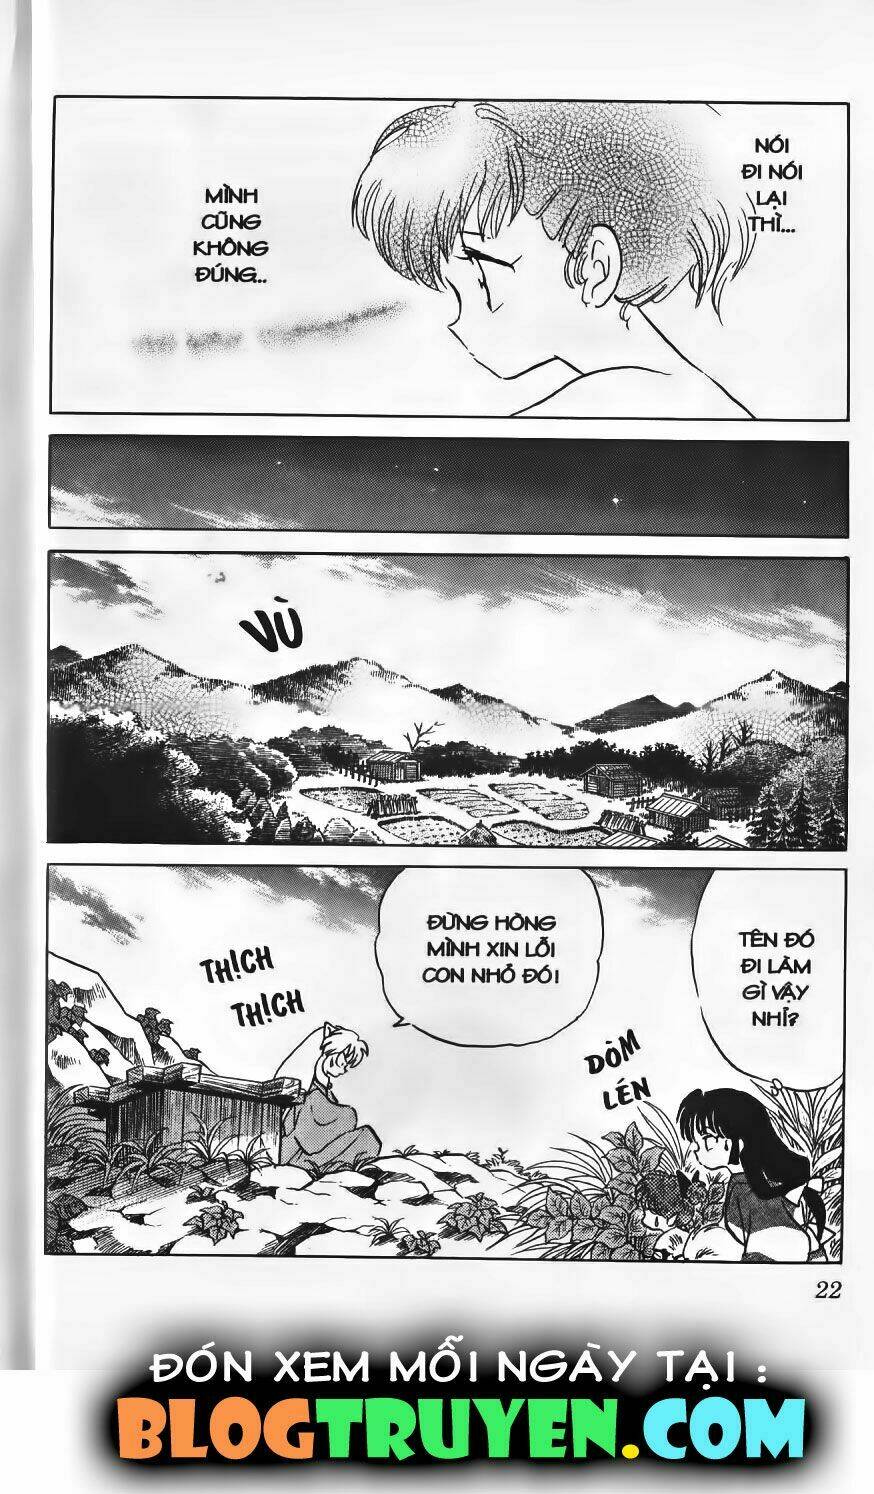 NÓI
ĐI NÓI
LẠI
THÌ...
MÌNH
CŨNG
KHÔNG
ĐÚNG...
VÙ
TÊN ĐÓ
ĐI LÀM
GÌ VẬY
NHỈ?
ĐỪNG HÒNG
MÌNH XIN LỖI
CON NHỎ ĐÓ!
THỊCH
THỊCH
DÒM
LÉN
22
ĐÓN XEM MỖI NGÀY TẠI :
BLOGTRUYEN.COM